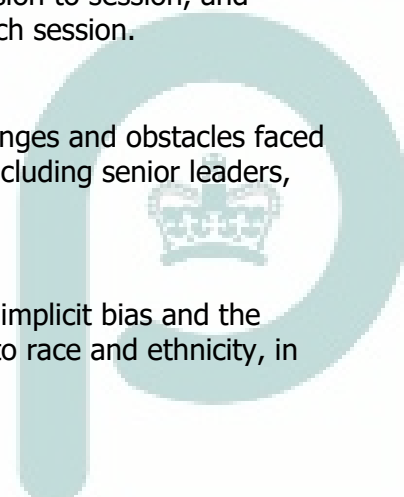 sion to session, and
ch session.
nges and obstacles faced
cluding senior leaders,
implicit bias and the
to race and ethnicity, in